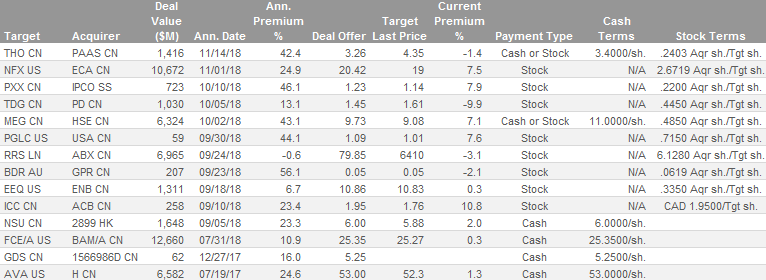 Deal Ann. Target Current
Value Premium Premium Cash
Target Acquirer ($M) Ann. Date % Deal Offer Last Price % Payment Type Terms Stock Terms
THO CN PAAS CN 1,416 11/14/18 42.4 3.26 4.35 -1.4 Cash or Stock 3.4000/sh. .2403 Aqr sh./Tgt sh.
NFX US ECA CN 10,672 11/01/18 24.9 20.42 19 7.5 Stock N/A 2.6719 Aqr sh./Tgt sh.
PXX CN IPCO SS 723 10/10/18 46.1 1.23 1.14 7.9 Stock N/A .2200 Aqr sh./Tgt sh.
TDG CN PD CN 1,030 10/05/18 13.1 1.45 1.61 -9.9 Stock N/A .4450 Aqr sh./Tgt sh.
MEG CN HSE CN 6,324 10/02/18 43.1 9.73 9.08 7.1 Cash or Stock 11.0000/sh. .4850 Aqr sh./Tgt sh.
PGLC US USA CN 59 09/30/18 44.1 1.09 1.01 7.6 Stock N/A .7150 Aqr sh./Tgt sh.
RRS LN ABX CN 6,965 09/24/18 -0.6 79.85 6410 -3.1 Stock N/A 6.1280 Aqr sh./Tgt sh.
BDR AU GPR CN 207 09/23/18 56.1 0.05 0.05 -2.1 Stock N/A .0619 Aqr sh./Tgt sh.
EEQ US ENB CN 1,311 09/18/17 6.7 10.86 10.83 0.3 Stock N/A .3350 Aqr sh./Tgt sh.
ICC CN ACB CN 258 09/10/18 23.4 1.95 1.76 10.8 Stock N/A CAD 1.9500/Tgt sh.
NSU CN 2899 HK 1,648 09/05/18 23.3 6.00 5.88 2.0 Cash 6.0000/sh.
FCE/A US BAM/A CN 12,660 07/31/18 10.9 25.35 25.27 0.3 Cash 25.3500/sh.
GDS CN 1566986D CN 62 12/27/17 16.0 5.25 Cash 5.2500/sh.
AVA US H CN 6,582 07/19/17 24.6 53.00 52.3 1.3 Cash 53.0000/sh.